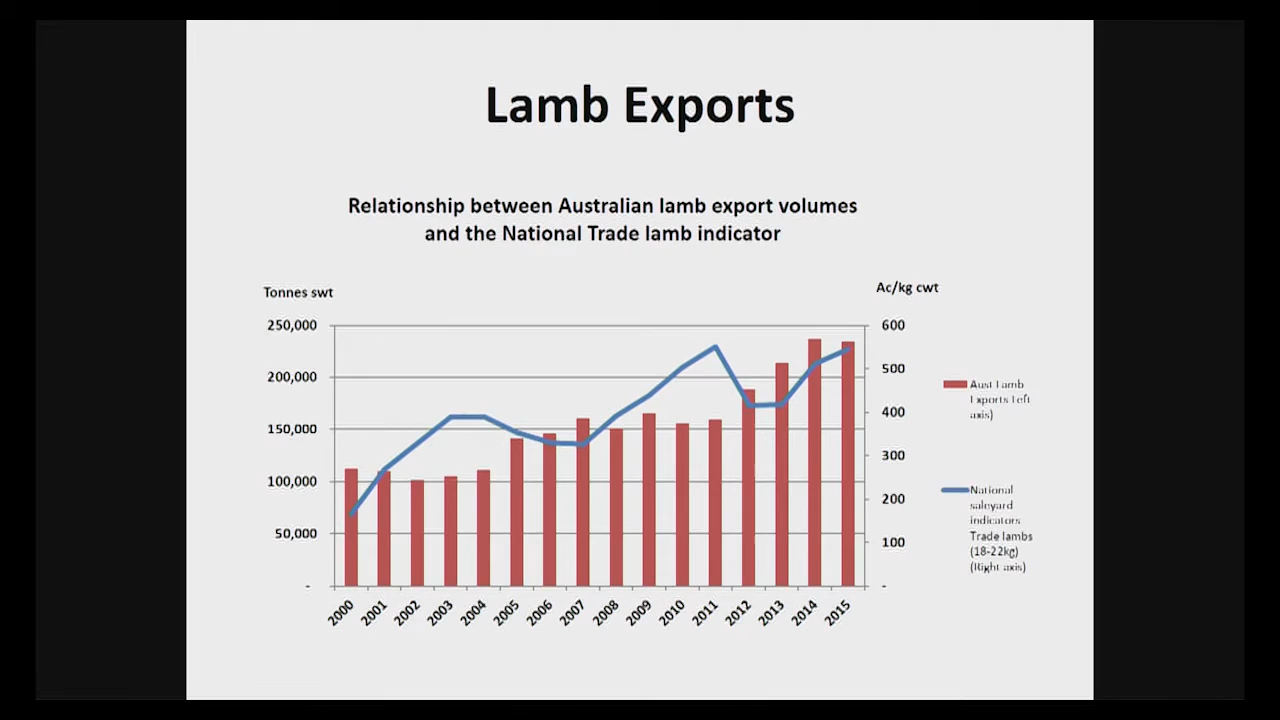 Lamb Exports
Relationship between Australian lamb export volumes
and the National Trade lamb indicator
Tonnes swt
Ac/kg cwt
250,000
200,000
150,000
100,000
50,000
-
600
500
400
300
200
100
-
2000
2001
2002
2003
2004
2005
2006
2007
2008
2009
2010
2011
2012
2013
2014
2015
Aust Lamb
Exports Left
axis)
National
saleyard
indicators
Trade lambs
(18-22kg)
(Right axis)